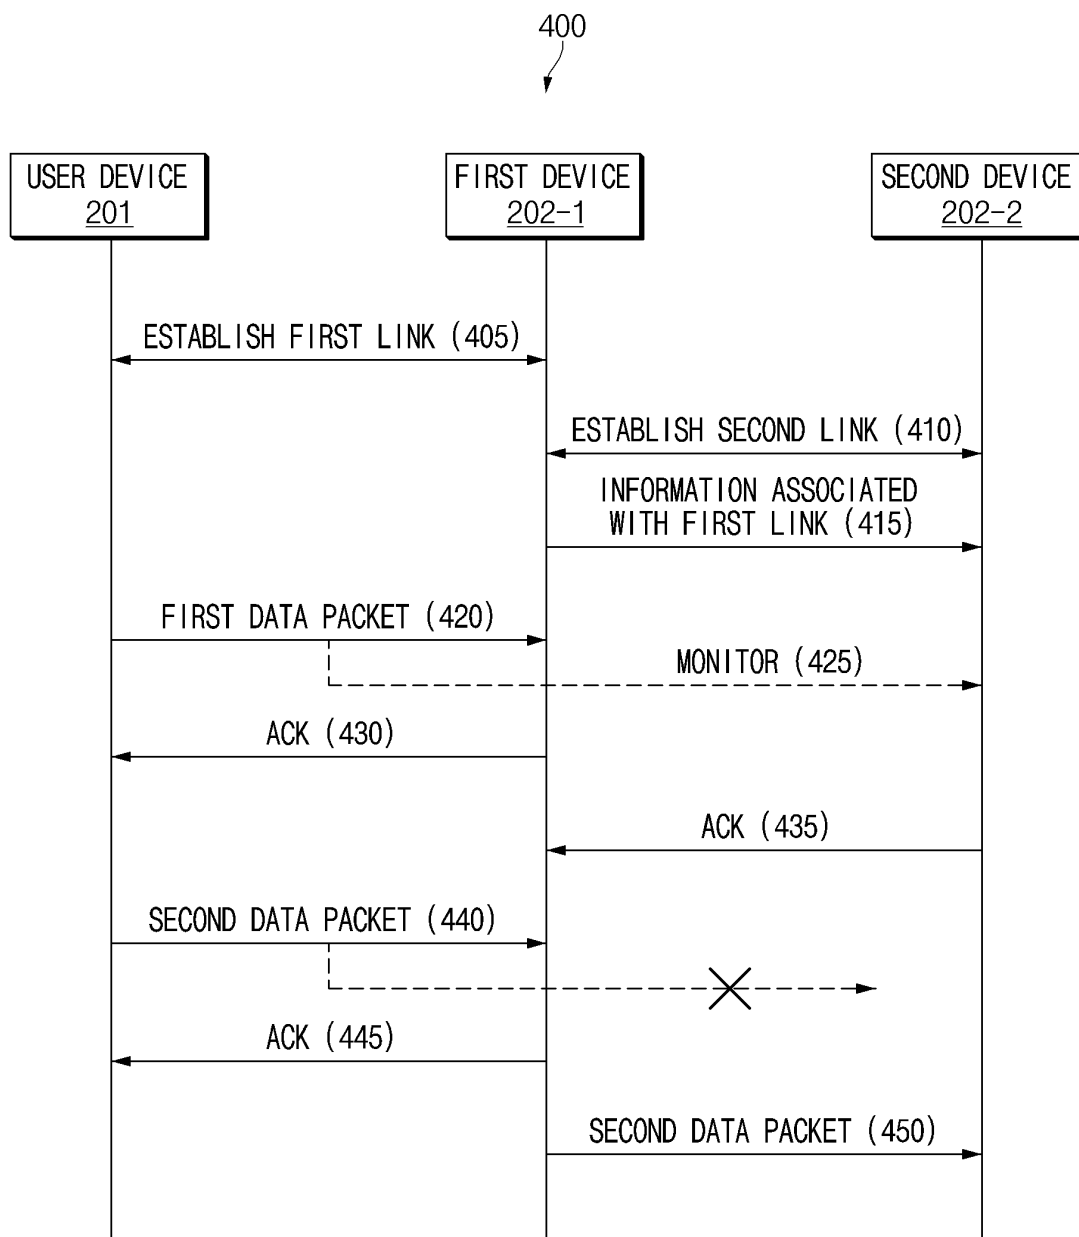 400
USER DEVICE
201
FIRST DEVICE
202-1
SECOND DEVICE
202-2
ESTABLISH FIRST LINK (405)
ESTABLISH SECOND LINK (410)
INFORMATION ASSOCIATED
WITH FIRST LINK (415)
FIRST DATA PACKET (420)
MONITOR (425)
ACK (430)
ACK (435)
SECOND DATA PACKET (440)
ACK (445)
SECOND DATA PACKET (450)